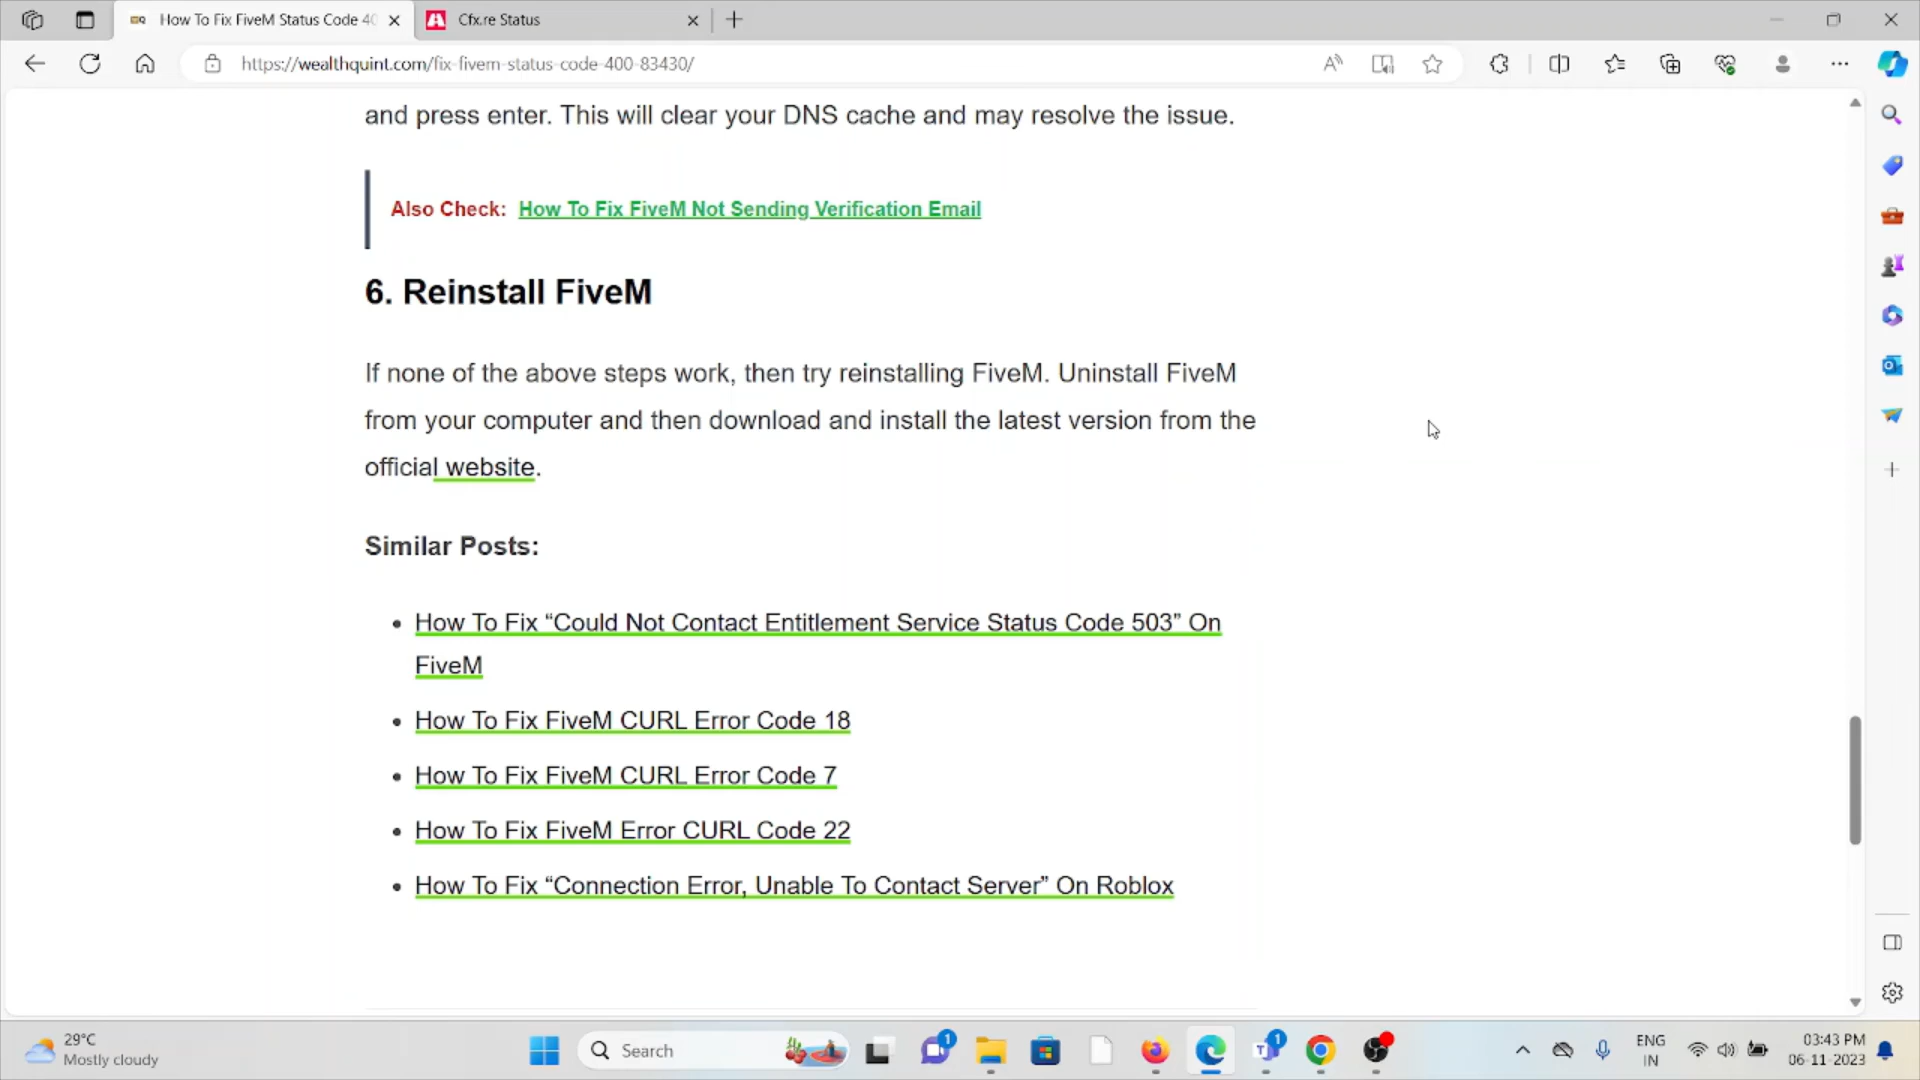 How To Fix FiveM Status Code 40
Cfx.re Status
https://wealthquint.com/fix-fivem-status-code-400-83430/
and press enter. This will clear your DNS cache and may resolve the issue.
Also Check: How To Fix FiveM Not Sending Verification Email
6. Reinstall FiveM
If none of the above steps work, then try reinstalling FiveM. Uninstall FiveM
from your computer and then download and install the latest version from the
official website.
Similar Posts:
How To Fix “Could Not Contact Entitlement Service Status Code 503” On
FiveM
How To Fix FiveM CURL Error Code 18
How To Fix FiveM CURL Error Code 7
How To Fix FiveM Error CURL Code 22
How To Fix “Connection Error, Unable To Contact Server” On Roblox
29°C
Mostly cloudy
Search
1
1
ENG
IN
03:43 PM
06-11-2023